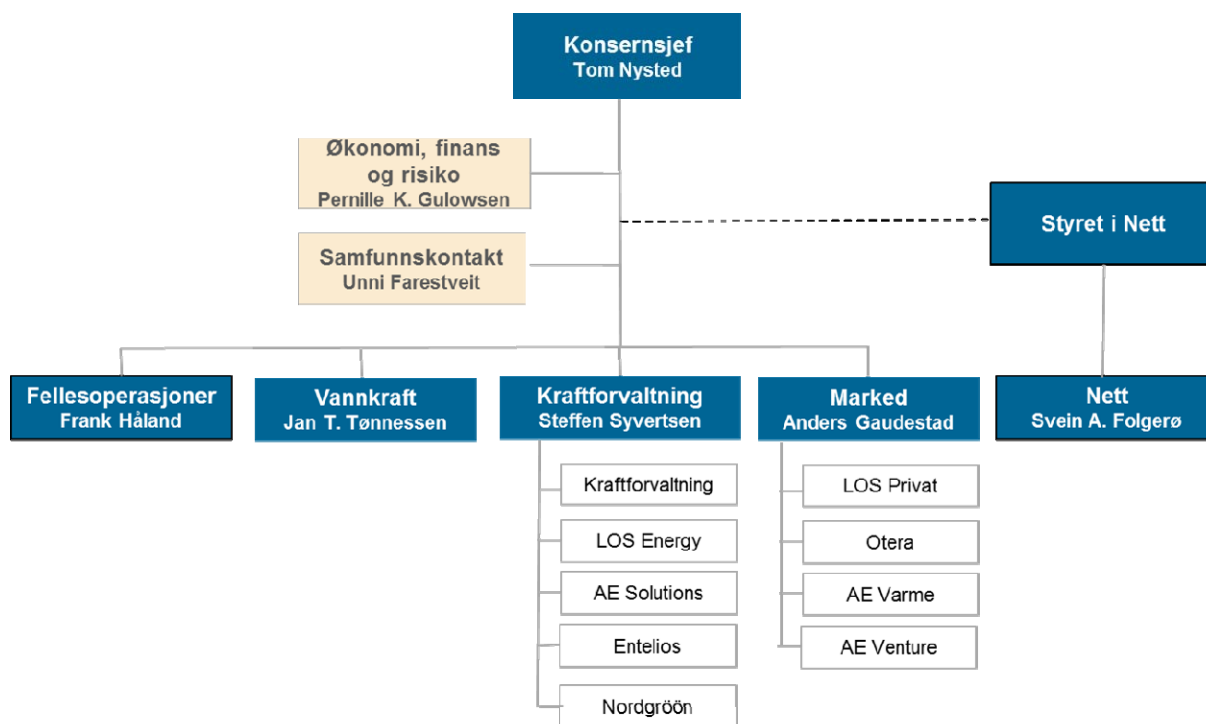 Konsernsjef
Tom Nysted
Økonomi, finans
og risiko
Pernille K. Gulowsen
Styret i Nett
Samfunnskontakt
Unni Farestveit
Fellesoperasjoner
Frank Håland
Vannkraft
Jan T. Tønnessen
Kraftforvaltning
Steffen Syvertsen
Marked
Anders Gaudestad
Nett
Svein A. Folgerø
Kraftforvaltning
LOS Energy
AE Solutions
Entelios
Nordgröön
LOS Privat
Otera
AE Varme
AE Venture